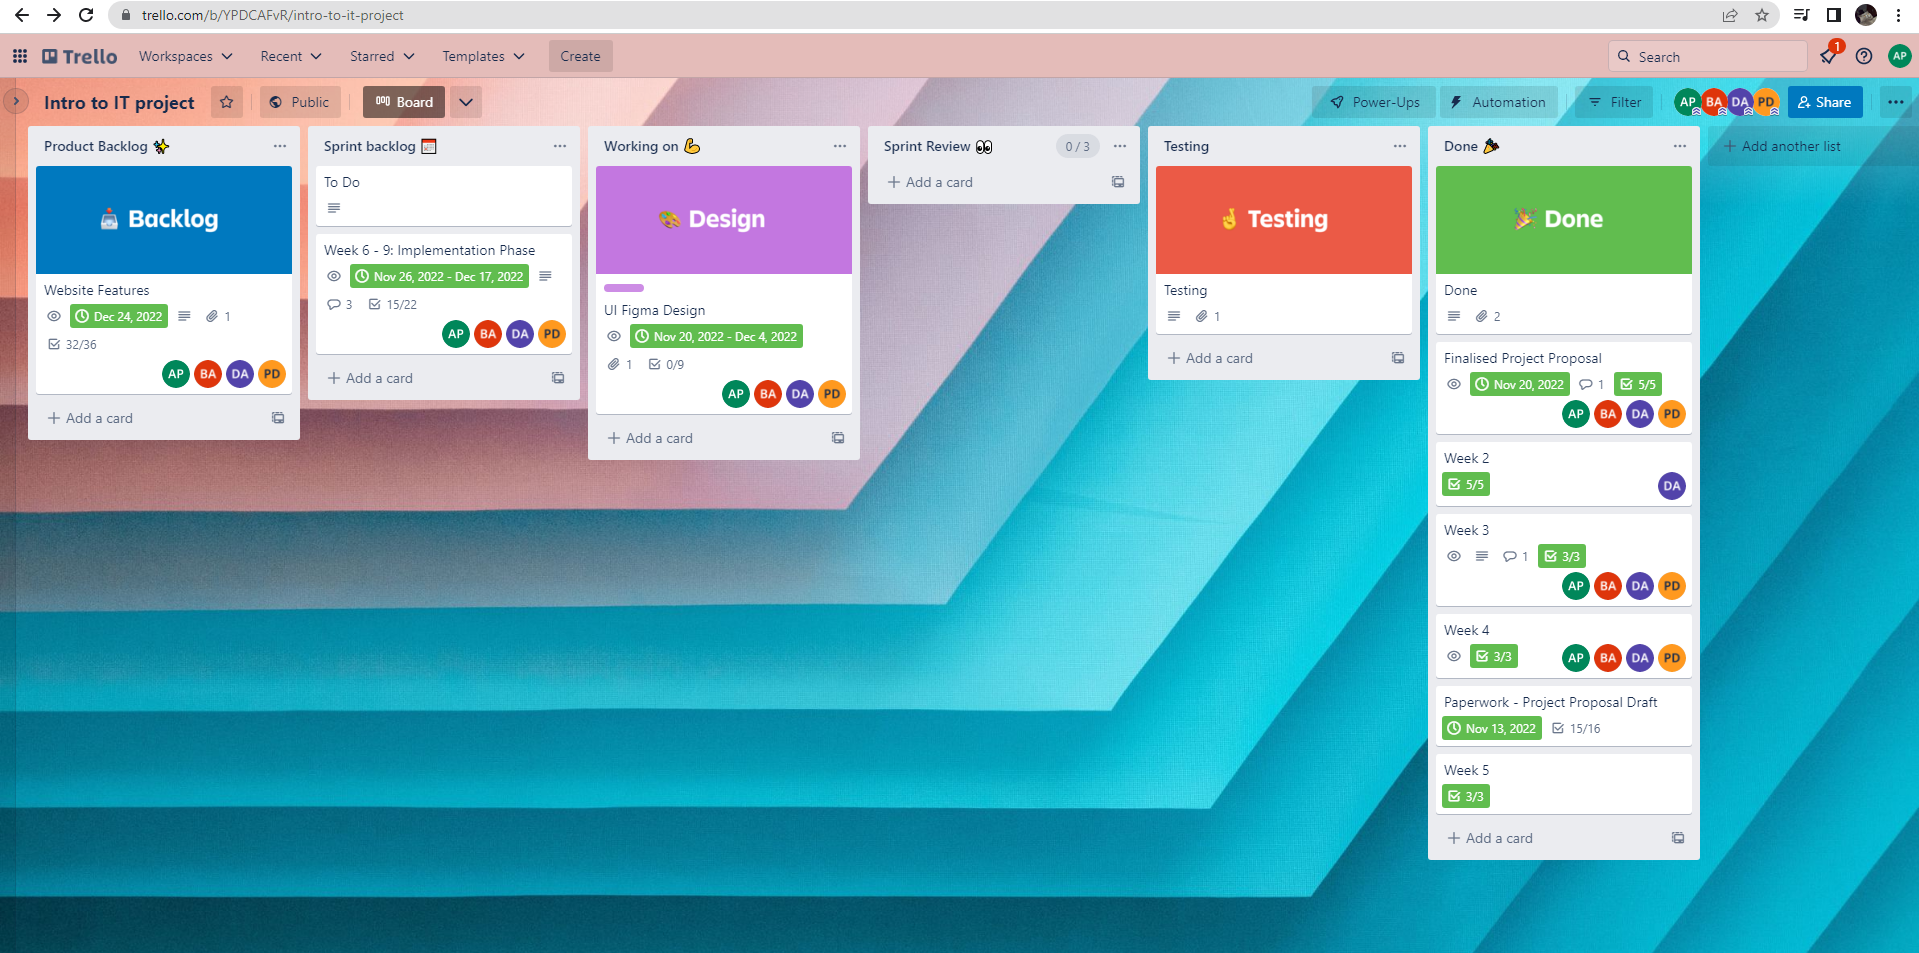 trello.com/b/YPDCAFvR/intro-to-it-project
Trello Workspaces Recent Starred Templates Create Search 1 AP
Intro to IT project Public Board Power-Ups Automation Filter AP BA DA PD Share
Product Backlog
Backlog
Website Features
Dec 24, 2022 1
32/36
AP BA DA PD
+ Add a card
Sprint backlog
To Do
Week 6 - 9: Implementation Phase
Nov 26, 2022 - Dec 17, 2022
3 15/22
AP BA DA PD
+ Add a card
Working on
Design
UI Figma Design
Nov 20, 2022 - Dec 4, 2022
1 0/9
AP BA DA PD
+ Add a card
Sprint Review 0 / 3
+ Add a card
Testing
Testing
Testing
1
+ Add a card
Done
Done
Done
2
Finalised Project Proposal
Nov 20, 2022 1 5/5
AP BA DA PD
Week 2
5/5 DA
Week 3
1 3/3
AP BA DA PD
Week 4
3/3 AP BA DA PD
Paperwork - Project Proposal Draft
Nov 13, 2022 15/16
Week 5
3/3
+ Add a card
+ Add another list